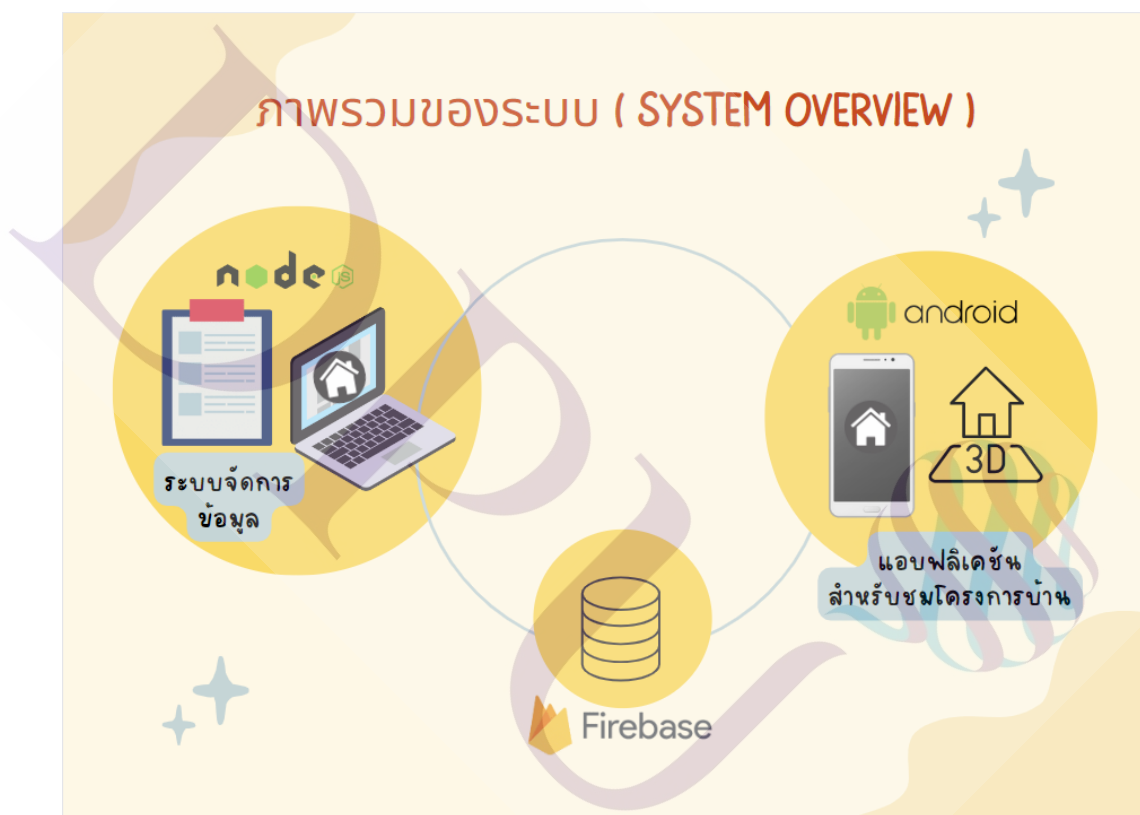 ภาพรวมของระบบ ( SYSTEM OVERVIEW )
node JS
ระบบจัดการ
ข้อมูล
android
3D
แอบฟลิเคชัน
สำหรับชมโครงการบ้าน
Firebase
DPU